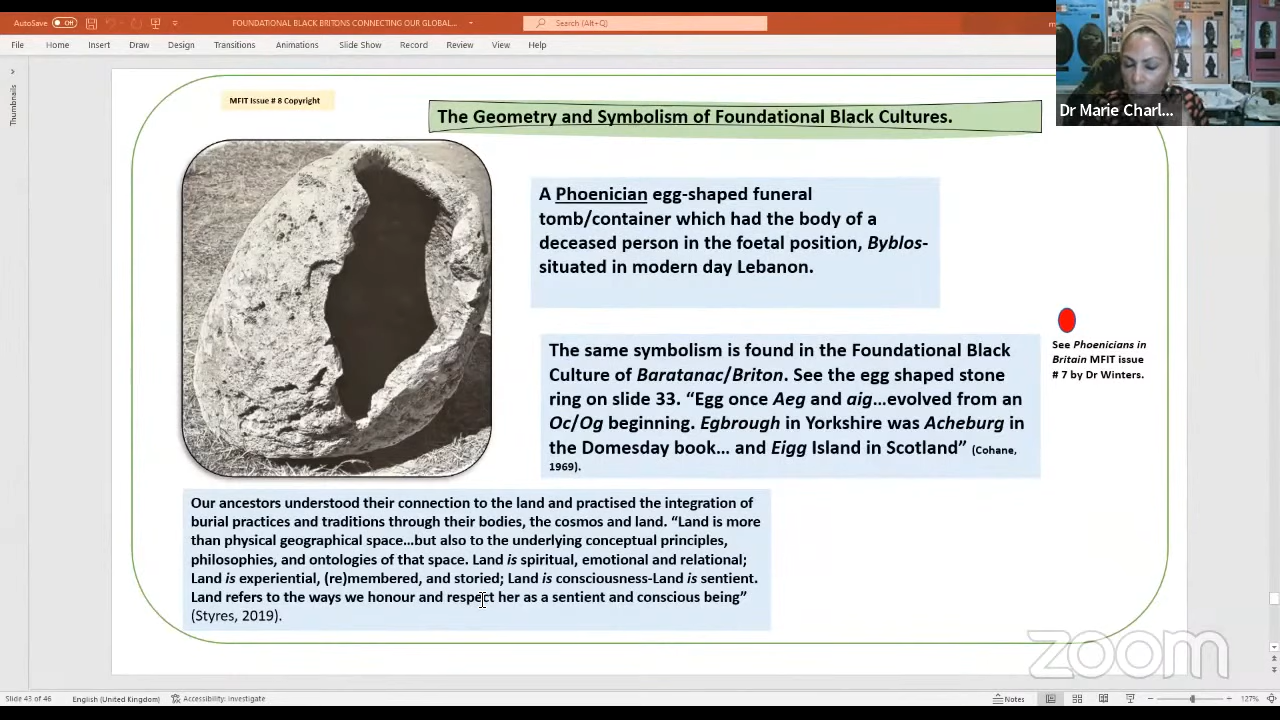 AutoSave
Off
FOUNDATIONAL BLACK BRITONS CONNECTING OUR GLOBAL...
Search (Alt+Q)
File Home Insert Draw Design Transitions Animations Slide Show Record Review View Help
Dr Marie Charl...
Thumbnails
MFIT Issue # 8 Copyright
The Geometry and Symbolism of Foundational Black Cultures.
A Phoenician egg-shaped funeral
tomb/container which had the body of a
deceased person in the foetal position, Byblos-
situated in modern day Lebanon.
The same symbolism is found in the Foundational Black
Culture of Baratanac/Briton. See the egg shaped stone
ring on slide 33. “Egg once Aeg and aig…evolved from an
Oc/Og beginning. Egbrough in Yorkshire was Acheburg in
the Domesday book… and Eigg Island in Scotland” (Cohane,
1969).
See Phoenicians in
Britain MFIT issue
# 7 by Dr Winters.
Our ancestors understood their connection to the land and practised the integration of
burial practices and traditions through their bodies, the cosmos and land. “Land is more
than physical geographical space…but also to the underlying conceptual principles,
philosophies, and ontologies of that space. Land is spiritual, emotional and relational;
Land is experiential, (re)membered, and storied; Land is consciousness-Land is sentient.
Land refers to the ways we honour and respect her as a sentient and conscious being”
(Styres, 2019).
zoom
Slide 43 of 46 English (United Kingdom) Accessibility: Investigate Notes 127%